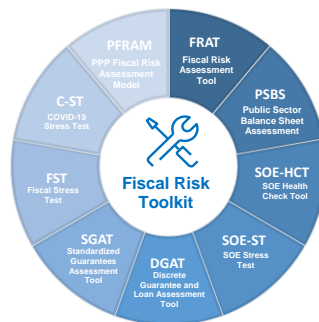 PFRAM
PPP Fiscal Risk
Assessment
Model
FRAT
Fiscal Risk
Assessment
Tool
PSBS
Public Sector
Balance Sheet
Assessment
SOE-HCT
SOE Health
Check Tool
SOE-ST
SOE Stress
Test
DGAT
Discrete
Guarantee and
Loan Assessment
Tool
SGAT
Standardized
Guarantees
Assessment
Tool
FST
Fiscal Stress
Test
C-ST
COVID-19
Stress Test
Fiscal Risk
Toolkit